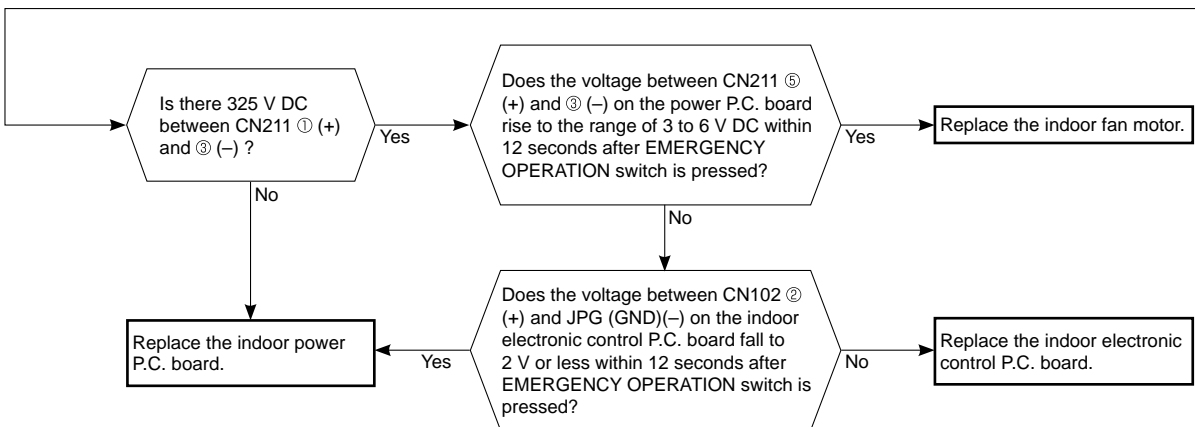 Is there 325 V DC
between CN211 ① (+)
and ③ (–) ?
Yes
No
Does the voltage between CN211 ⑤
(+) and ③ (–) on the power P.C. board
rise to the range of 3 to 6 V DC within
12 seconds after EMERGENCY
OPERATION switch is pressed?
Yes
No
Replace the indoor fan motor.
Does the voltage between CN102 ②
(+) and JPG (GND)(–) on the indoor
electronic control P.C. board fall to
2 V or less within 12 seconds after
EMERGENCY OPERATION switch is
pressed?
Yes
No
Replace the indoor power
P.C. board.
Replace the indoor electronic
control P.C. board.